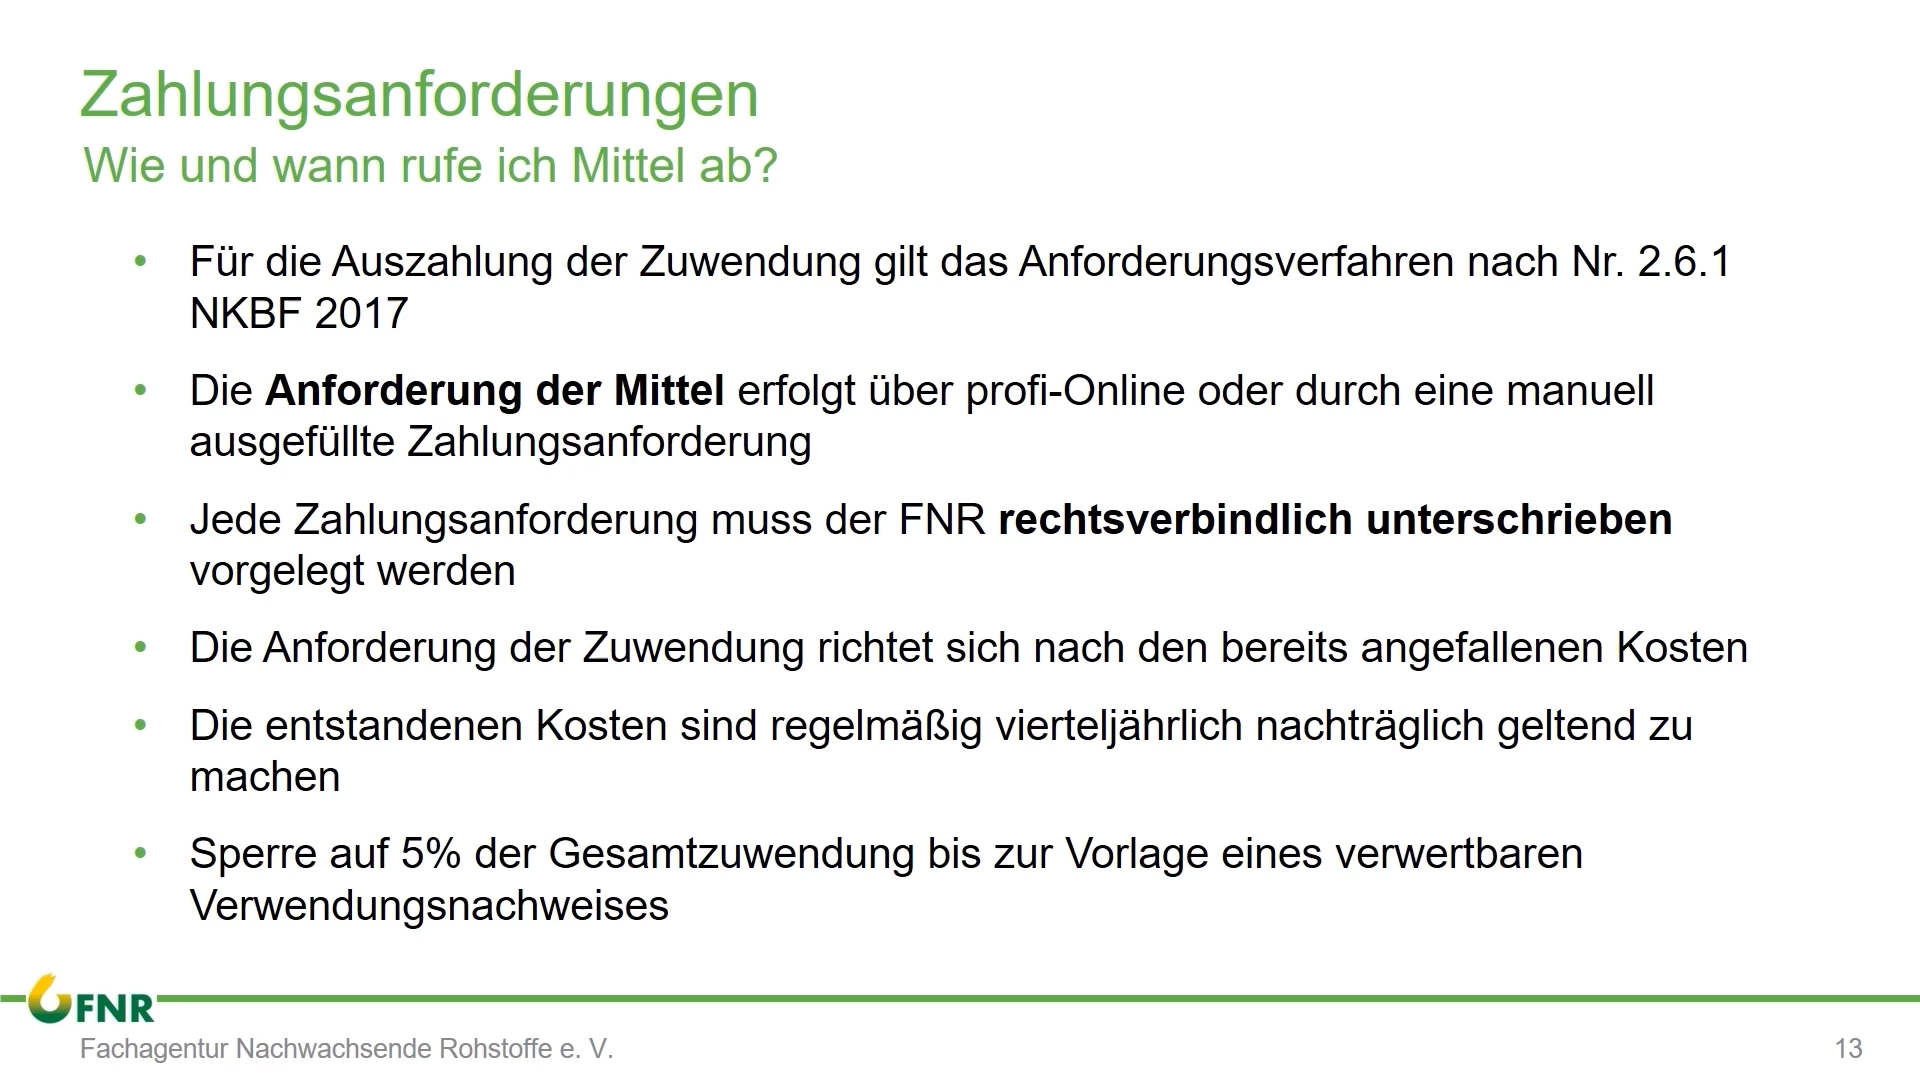 Zahlungsanforderungen
Wie und wann rufe ich Mittel ab?
• Für die Auszahlung der Zuwendung gilt das Anforderungsverfahren nach Nr. 2.6.1
NKBF 2017
• Die Anforderung der Mittel erfolgt über profi-Online oder durch eine manuell
ausgefüllte Zahlungsanforderung
• Jede Zahlungsanforderung muss der FNR rechtsverbindlich unterschrieben
vorgelegt werden
• Die Anforderung der Zuwendung richtet sich nach den bereits angefallenen Kosten
• Die entstandenen Kosten sind regelmäßig vierteljährlich nachträglich geltend zu
machen
• Sperre auf 5% der Gesamtzuwendung bis zur Vorlage eines verwertbaren
Verwendungsnachweises
FNR
Fachagentur Nachwachsende Rohstoffe e. V.
13